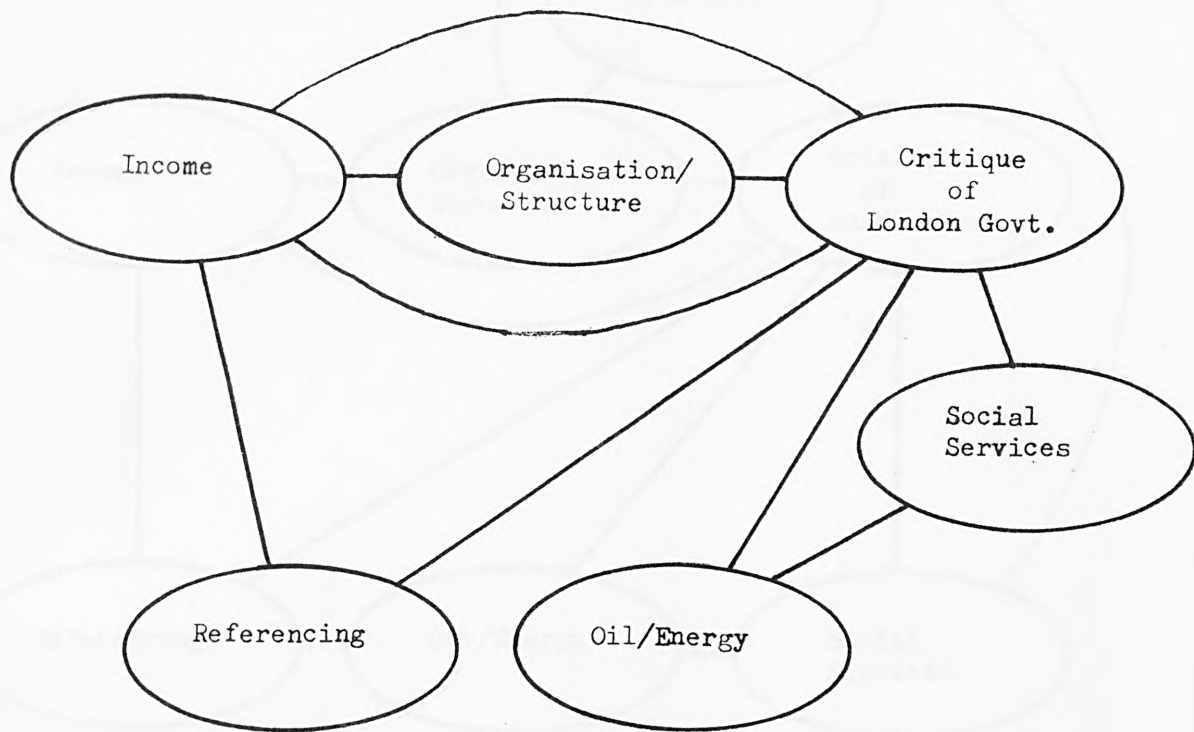 Income
Organisation/
Structure
Critique
of
London Govt.
Social
Services
Referencing
Oil/Energy